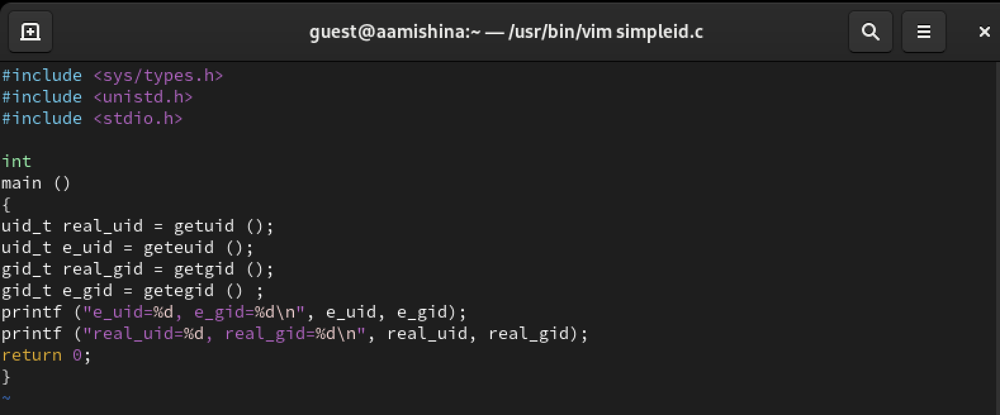 guest@aamishina:~ — /usr/bin/vim simpleid.c
#include <sys/types.h>
#include <unistd.h>
#include <stdio.h>
int
main ()
{
uid_t real_uid = getuid ();
uid_t e_uid = geteuid ();
gid_t real_gid = getgid ();
gid_t e_gid = getegid () ;
printf ("e_uid=%d, e_gid=%d\n", e_uid, e_gid);
printf ("real_uid=%d, real_gid=%d\n", real_uid, real_gid);
return 0;
}
~